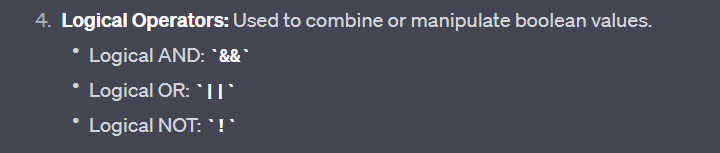 4. Logical Operators: Used to combine or manipulate boolean values.
• Logical AND: `&&`
• Logical OR: `||`
• Logical NOT: `!`